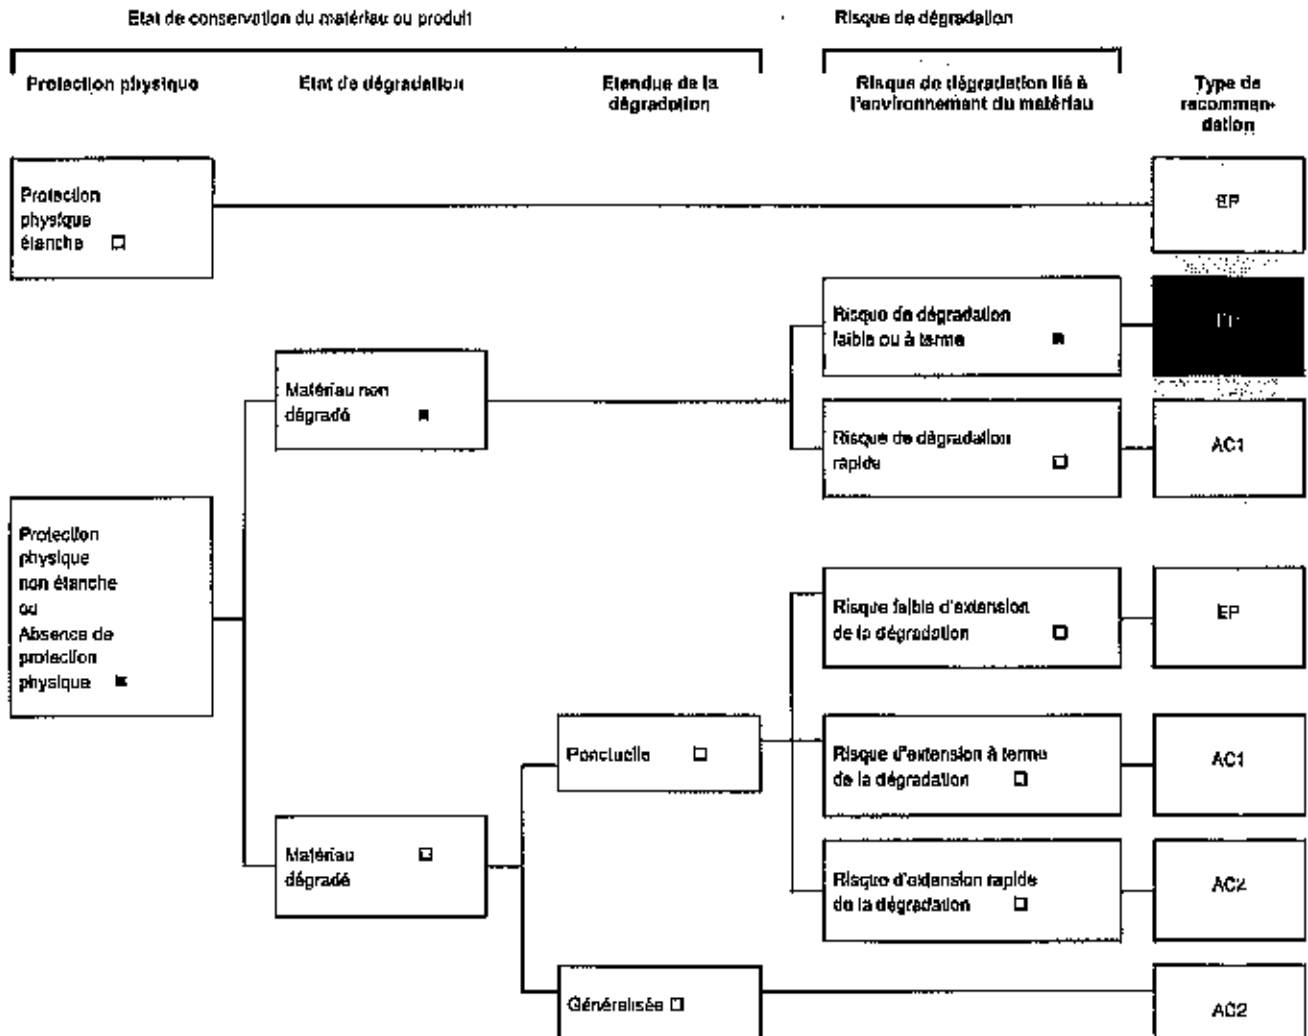 Etat de conservation du matériau ou produit
Risque de dégradation
Protection physique
Etat de dégradation
Etendue de la
dégradation
Risque de dégradation lié à
l'environnement du matériau
Type de
recomman-
dation
Protection
physique
étanche
EP
Risque de dégradation
faible ou à terme
EP
Matériau non
dégradé
Risque de dégradation
rapide
AC1
Protection
physique
non étanche
ou
Absence de
protection
physique
Risque faible d'extension
de la dégradation
EP
Ponctuelle
Risque d'extension à terme
de la dégradation
AC1
Matériau
dégradé
Risque d'extension rapide
de la dégradation
AC2
Généralisée
AC2